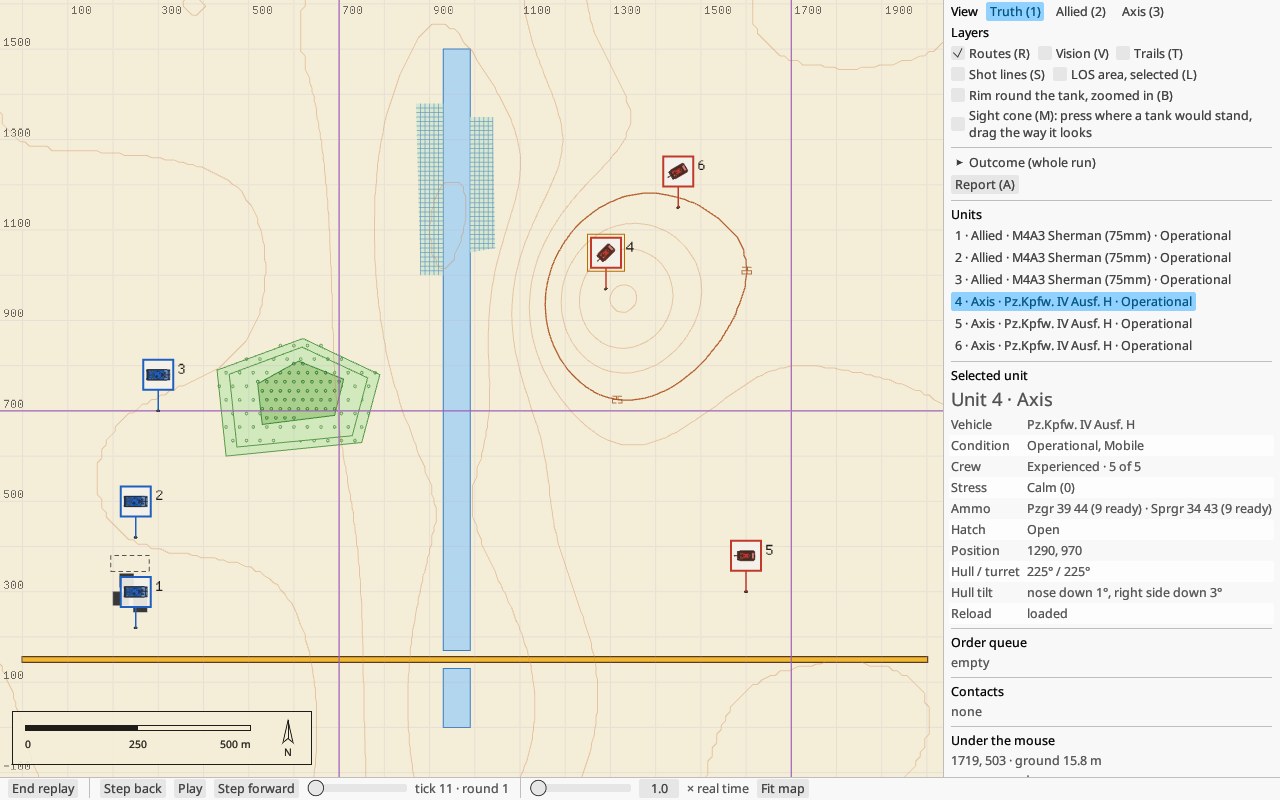 100 300 500 700 900 1100 1300 1500 1700 1900
1500
1300
1100
900
700
500
300
100
-100
6
4
3
2
1
5
25
25
0 250 500 m
N
View Truth (1) Allied (2) Axis (3)
Layers
Routes (R) Vision (V) Trails (T)
Shot lines (S) LOS area, selected (L)
Rim round the tank, zoomed in (B)
Sight cone (M): press where a tank would stand,
drag the way it looks
Outcome (whole run)
Report (A)
Units
1 · Allied · M4A3 Sherman (75mm) · Operational
2 · Allied · M4A3 Sherman (75mm) · Operational
3 · Allied · M4A3 Sherman (75mm) · Operational
4 · Axis · Pz.Kpfw. IV Ausf. H · Operational
5 · Axis · Pz.Kpfw. IV Ausf. H · Operational
6 · Axis · Pz.Kpfw. IV Ausf. H · Operational
Selected unit
Unit 4 · Axis
Vehicle Pz.Kpfw. IV Ausf. H
Condition Operational, Mobile
Crew Experienced · 5 of 5
Stress Calm (0)
Ammo Pzgr 39 44 (9 ready) · Sprgr 34 43 (9 ready)
Hatch Open
Position 1290, 970
Hull / turret 225° / 225°
Hull tilt nose down 1°, right side down 3°
Reload loaded
Order queue
empty
Contacts
none
Under the mouse
1719, 503 · ground 15.8 m
End replay Step back Play Step forward tick 11 · round 1 1.0 × real time Fit map